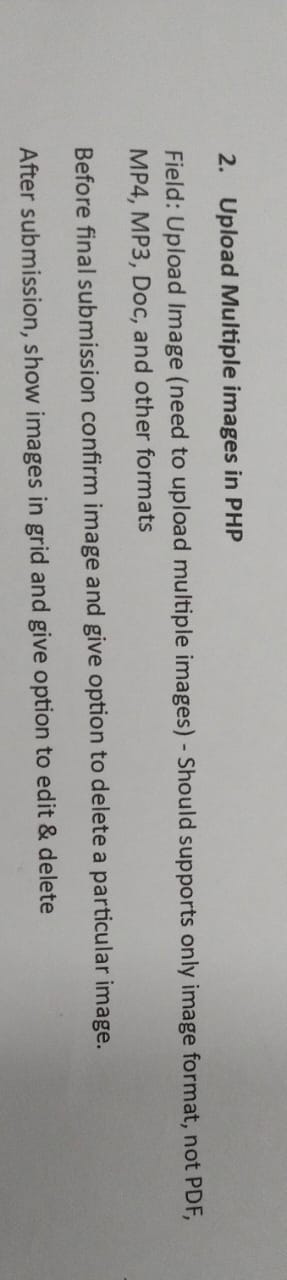 2. Upload Multiple images in PHP
Field: Upload Image (need to upload multiple images) - Should supports only image format, not PDF,
MP4, MP3, Doc, and other formats
Before final submission confirm image and give option to delete a particular image.
After submission, show images in grid and give option to edit & delete